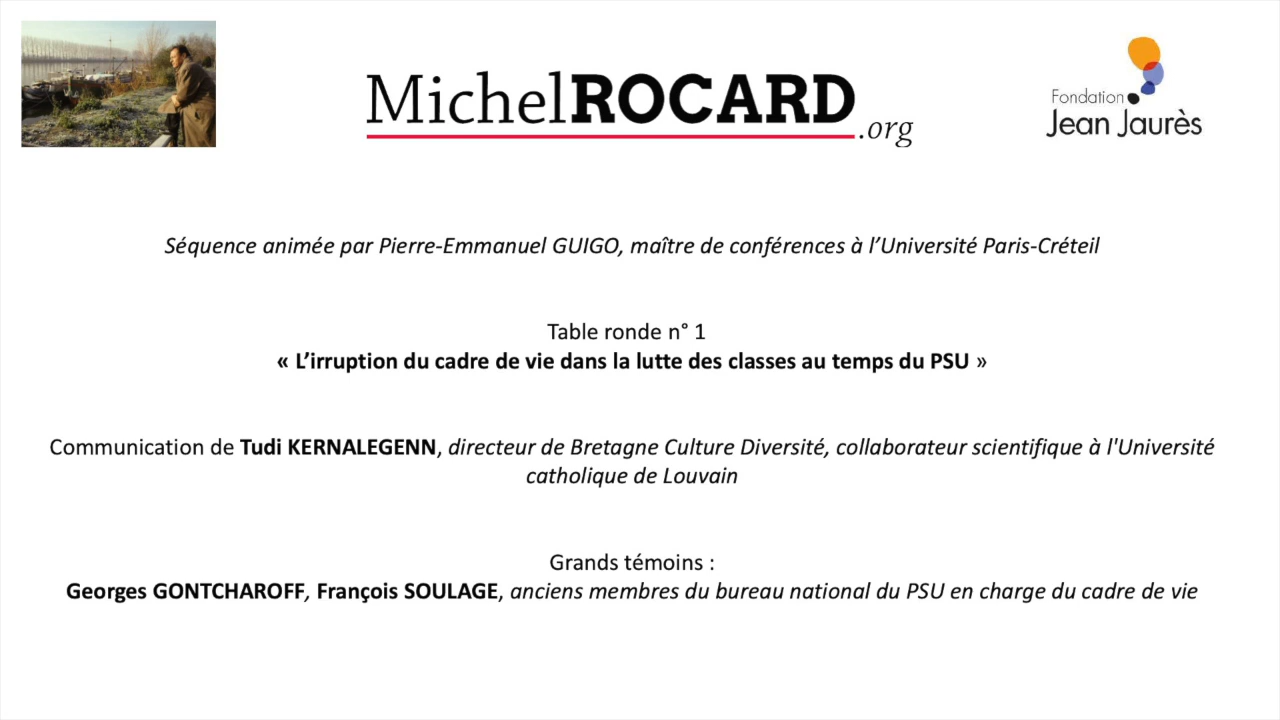 MichelROCARD
.org
Fondation
Jean Jaurès
Séquence animée par Pierre-Emmanuel GUIGO, maître de conférences à l’Université Paris-Créteil
Table ronde n° 1
« L’irruption du cadre de vie dans la lutte des classes au temps du PSU »
Communication de Tudi KERNALEGENN, directeur de Bretagne Culture Diversité, collaborateur scientifique à l'Université
catholique de Louvain
Grands témoins :
Georges GONTCHAROFF, François SOULAGE, anciens membres du bureau national du PSU en charge du cadre de vie